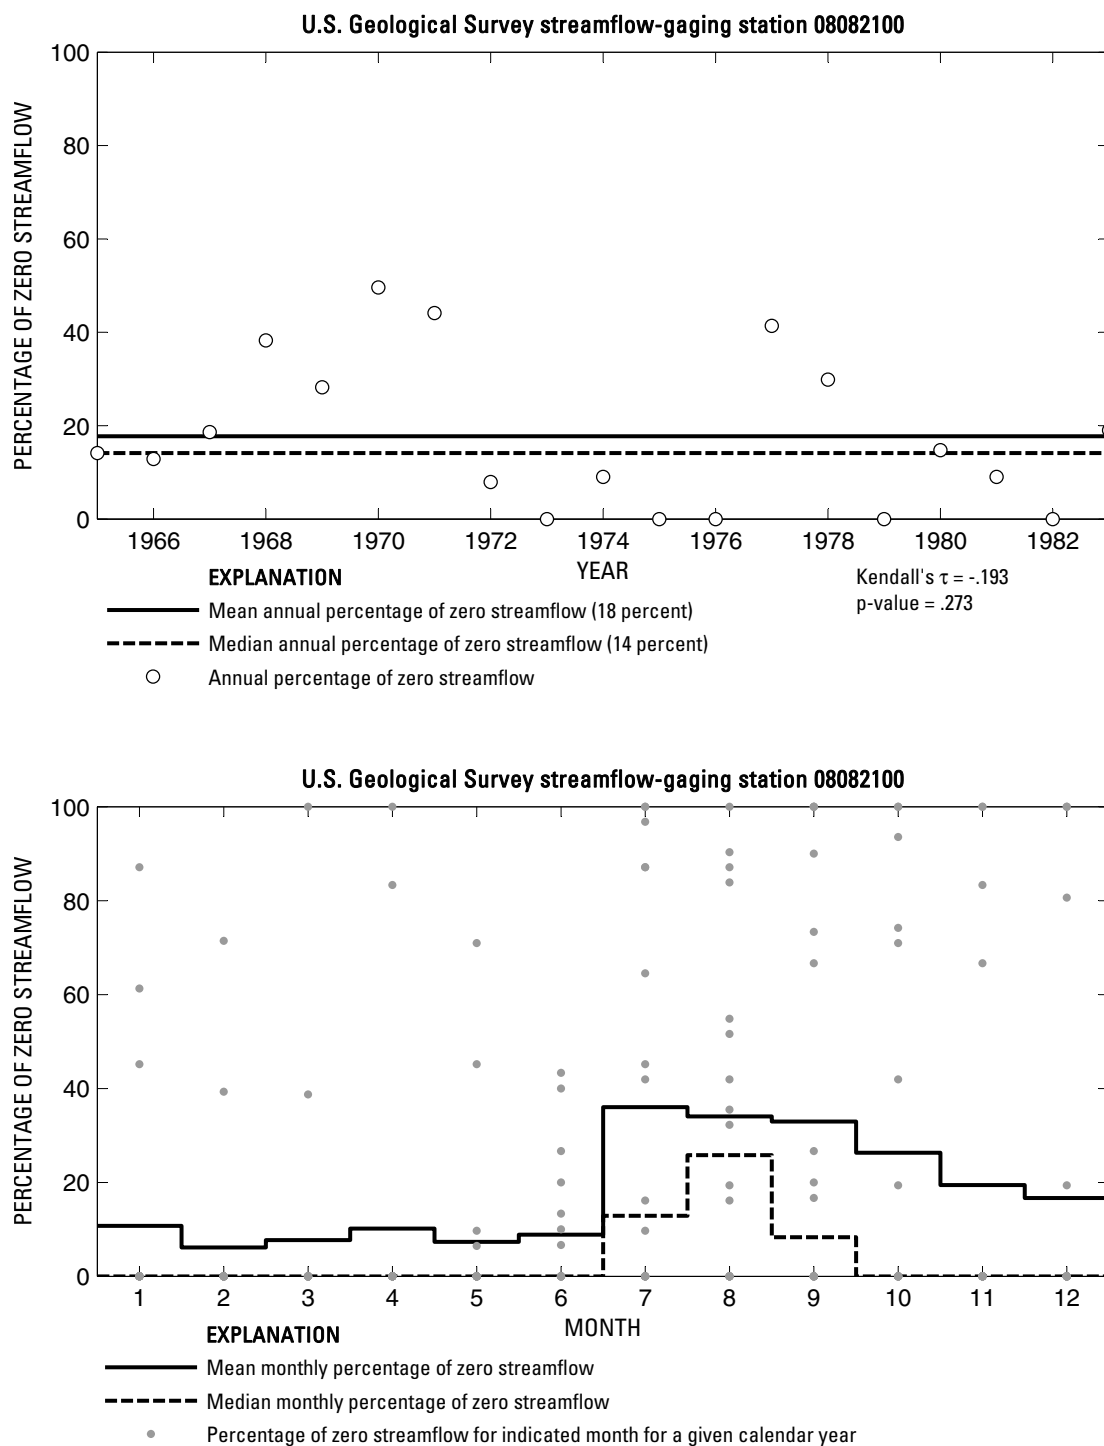 U.S. Geological Survey streamflow-gaging station 08082100
PERCENTAGE OF ZERO STREAMFLOW
100
80
60
40
20
0
1966 1968 1970 1972 1974 1976 1978 1980 1982
YEAR
EXPLANATION
Mean annual percentage of zero streamflow (18 percent)
Median annual percentage of zero streamflow (14 percent)
Annual percentage of zero streamflow
Kendall's τ = -.193
p-value = .273
U.S. Geological Survey streamflow-gaging station 08082100
PERCENTAGE OF ZERO STREAMFLOW
100
80
60
40
20
0
1 2 3 4 5 6 7 8 9 10 11 12
MONTH
EXPLANATION
Mean monthly percentage of zero streamflow
Median monthly percentage of zero streamflow
Percentage of zero streamflow for indicated month for a given calendar year